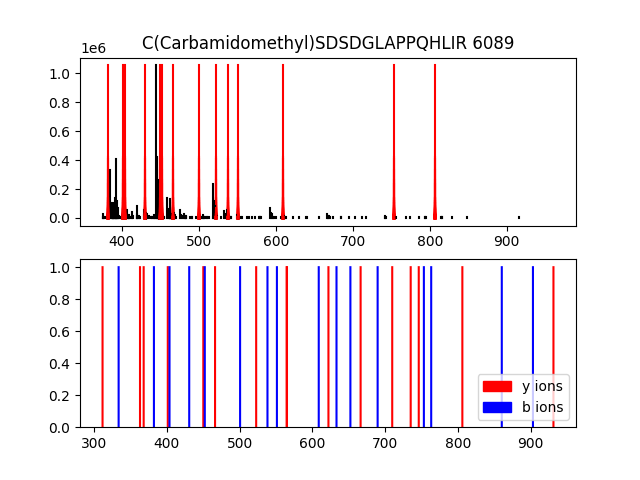 C(Carbamidomethyl)SDSDGLAPPQHLIR 6089
1e6
1.0
0.8
0.6
0.4
0.2
0.0
400 500 600 700 800 900
1.0
0.8
0.6
0.4
0.2
0.0
y ions
b ions
300 400 500 600 700 800 900